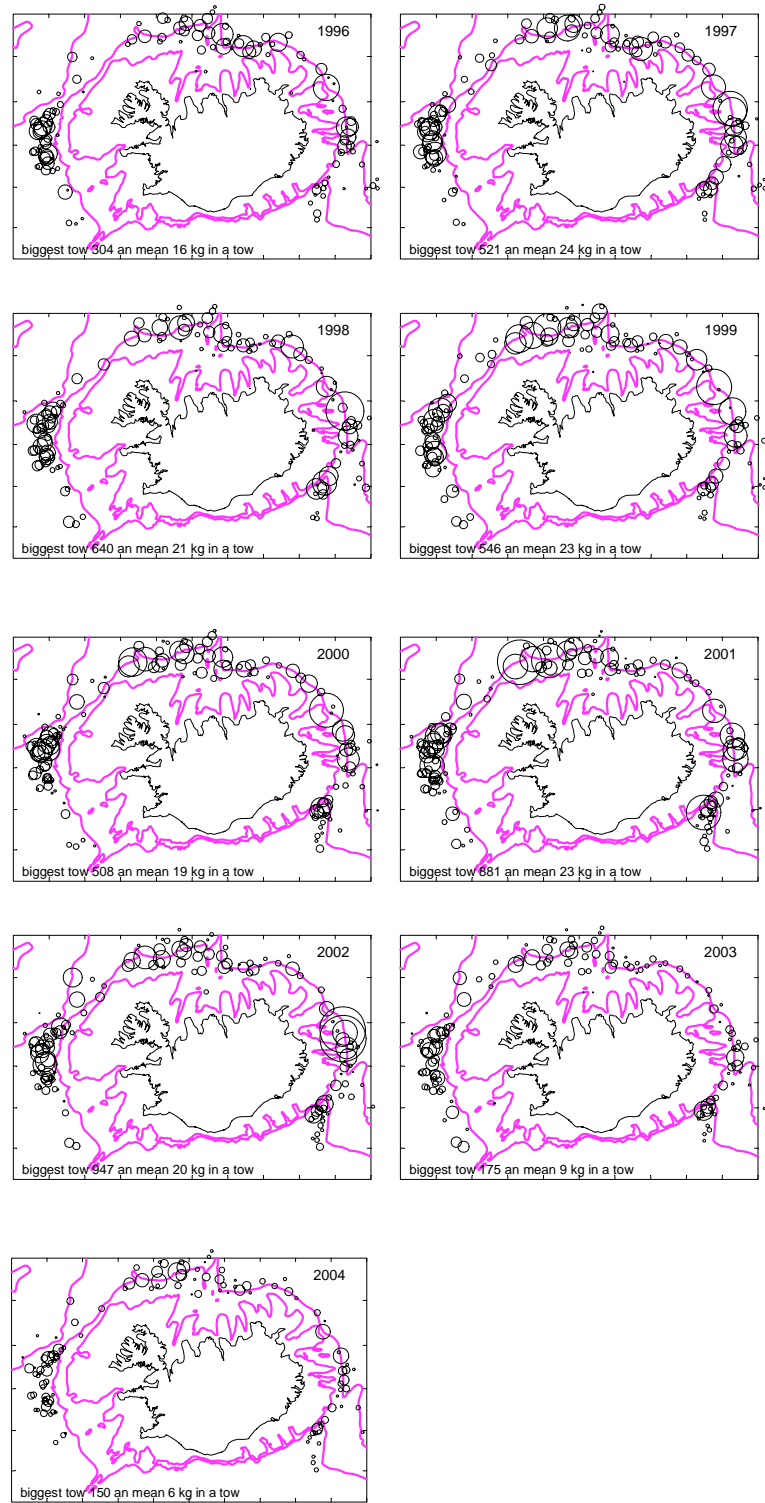 1996
biggest tow 304 an mean 16 kg in a tow
1997
biggest tow 521 an mean 24 kg in a tow
1998
biggest tow 640 an mean 21 kg in a tow
1999
biggest tow 546 an mean 23 kg in a tow
2000
biggest tow 508 an mean 19 kg in a tow
2001
biggest tow 881 an mean 23 kg in a tow
2002
biggest tow 947 an mean 20 kg in a tow
2003
biggest tow 175 an mean 9 kg in a tow
2004
biggest tow 150 an mean 6 kg in a tow